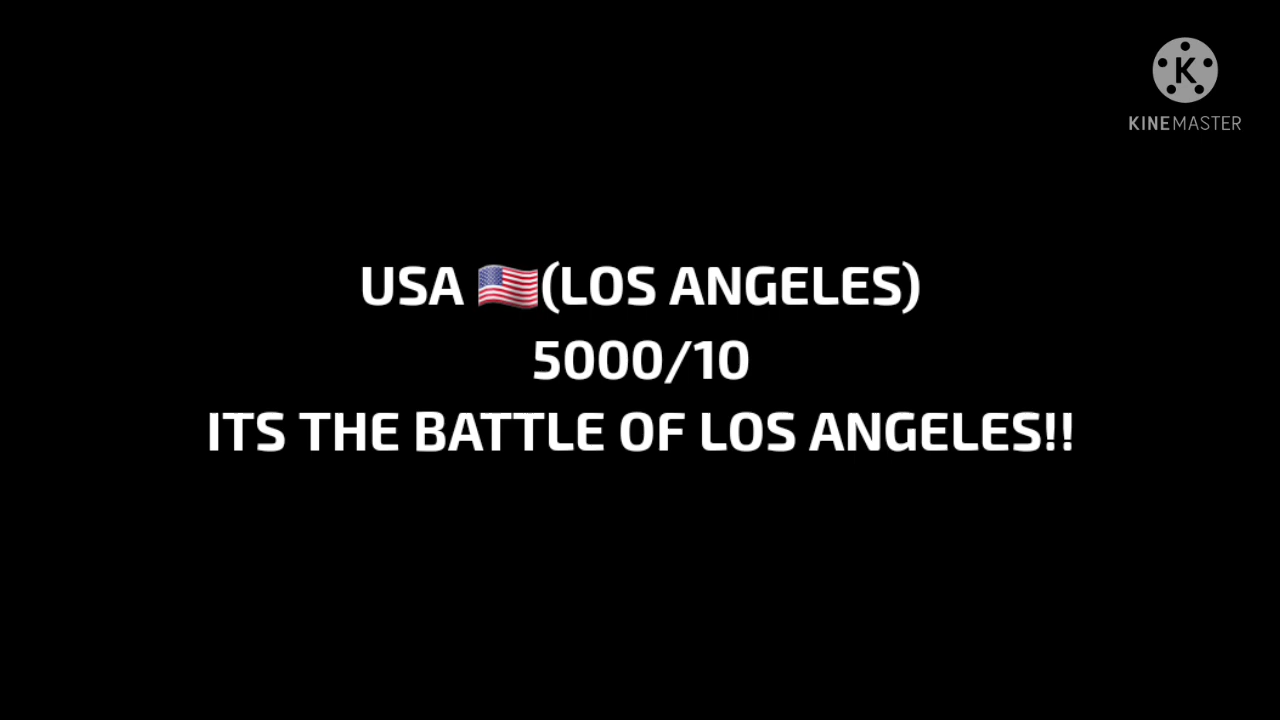 K
KINEMASTER
USA 🇺🇸(LOS ANGELES)
5000/10
ITS THE BATTLE OF LOS ANGELES!!